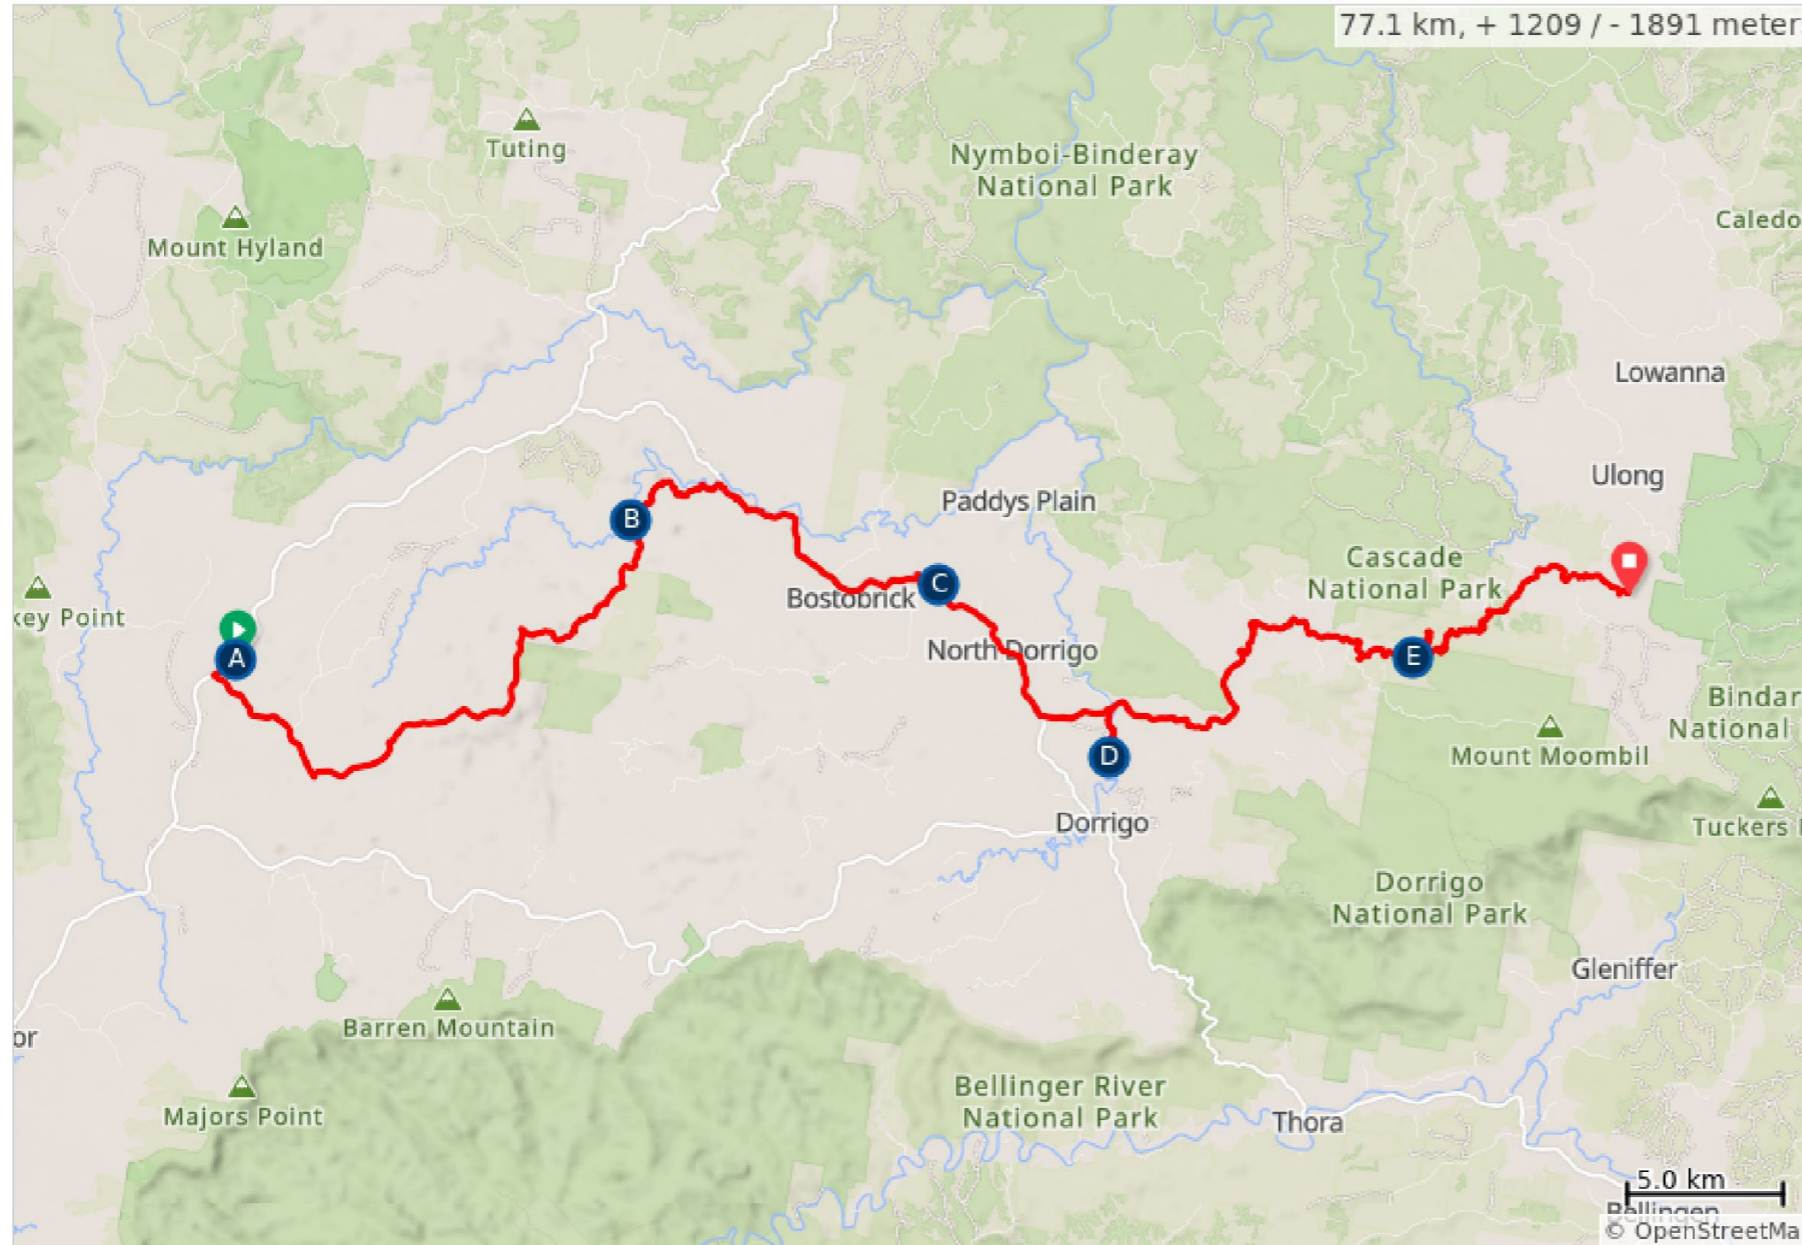 77.1 km, + 1209 / - 1891 meter
Tuting
Nymboi-Binderay
National Park
Mount Hyland
Caledo
Lowanna
Ulong
Paddys Plain
B
Cascade
National Park
C
Bostobrick
key Point
A
North Dorrigo
E
Bindar
National
Mount Moombil
D
Dorrigo
Tuckers
Dorrigo
National Park
Gleniffer
Barren Mountain
or
Majors Point
Bellinger River
National Park
Thora
5.0 km
Bellingen
© OpenStreetMa